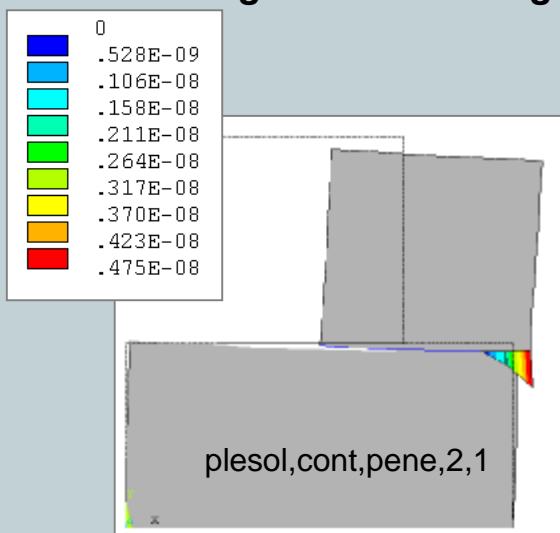 0
.528E-09
.106E-08
.158E-08
.211E-08
.264E-08
.317E-08
.370E-08
.423E-08
.475E-08
plesol,cont,pene,2,1
x